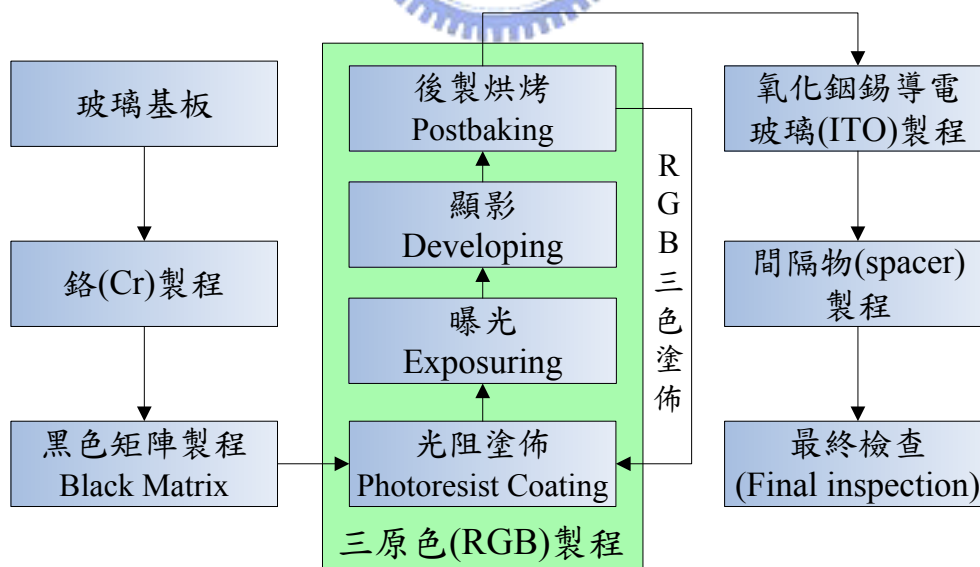 玻璃基板
鉻(Cr)製程
黑色矩陣製程
Black Matrix
後製烘烤
Postbaking
顯影
Developing
曝光
Exposuring
光阻塗佈
Photoresist Coating
三原色(RGB)製程
RGB三色塗佈
氧化銦錫導電
玻璃(ITO)製程
間隔物(spacer)
製程
最終檢查
(Final inspection)